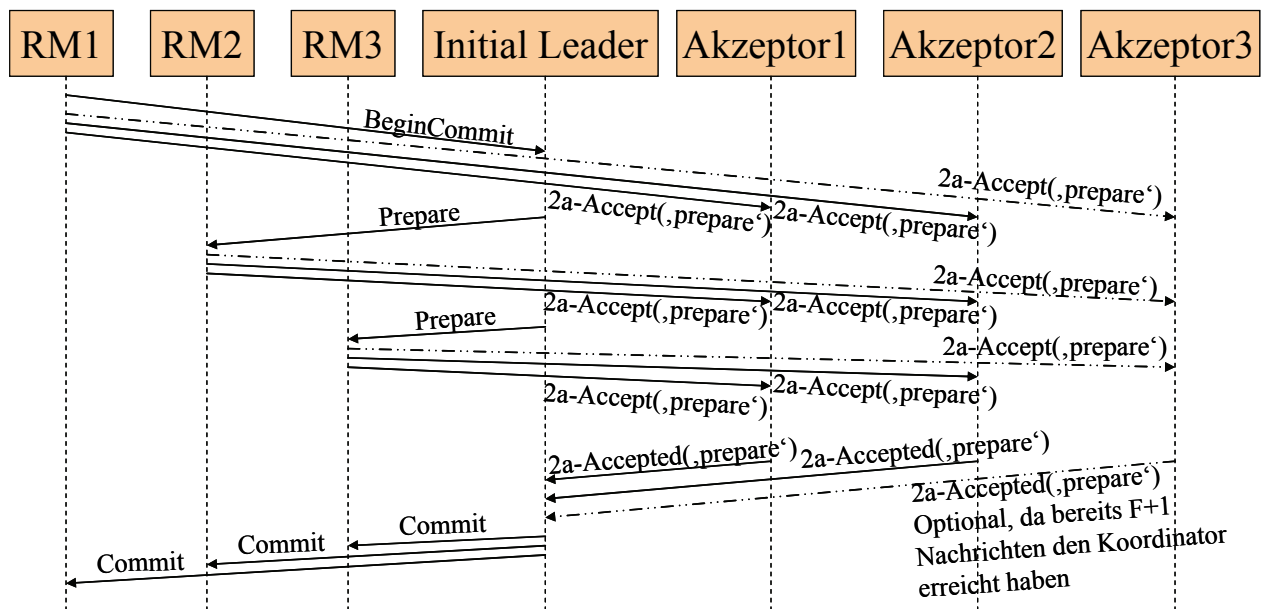 RM1
RM2
RM3
Initial Leader
Akzeptor1
Akzeptor2
Akzeptor3
BeginCommit
2a-Accept(‚prepare‘)
2a-Accept(‚prepare‘)
2a-Accept(‚prepare‘)
Prepare
2a-Accept(‚prepare‘)
2a-Accept(‚prepare‘)
2a-Accept(‚prepare‘)
Prepare
2a-Accept(‚prepare‘)
2a-Accept(‚prepare‘)
2a-Accept(‚prepare‘)
2a-Accepted(‚prepare‘)
2a-Accepted(‚prepare‘)
2a-Accepted(‚prepare‘)
Optional, da bereits F+1
Nachrichten den Koordinator
erreicht haben
Commit
Commit
Commit